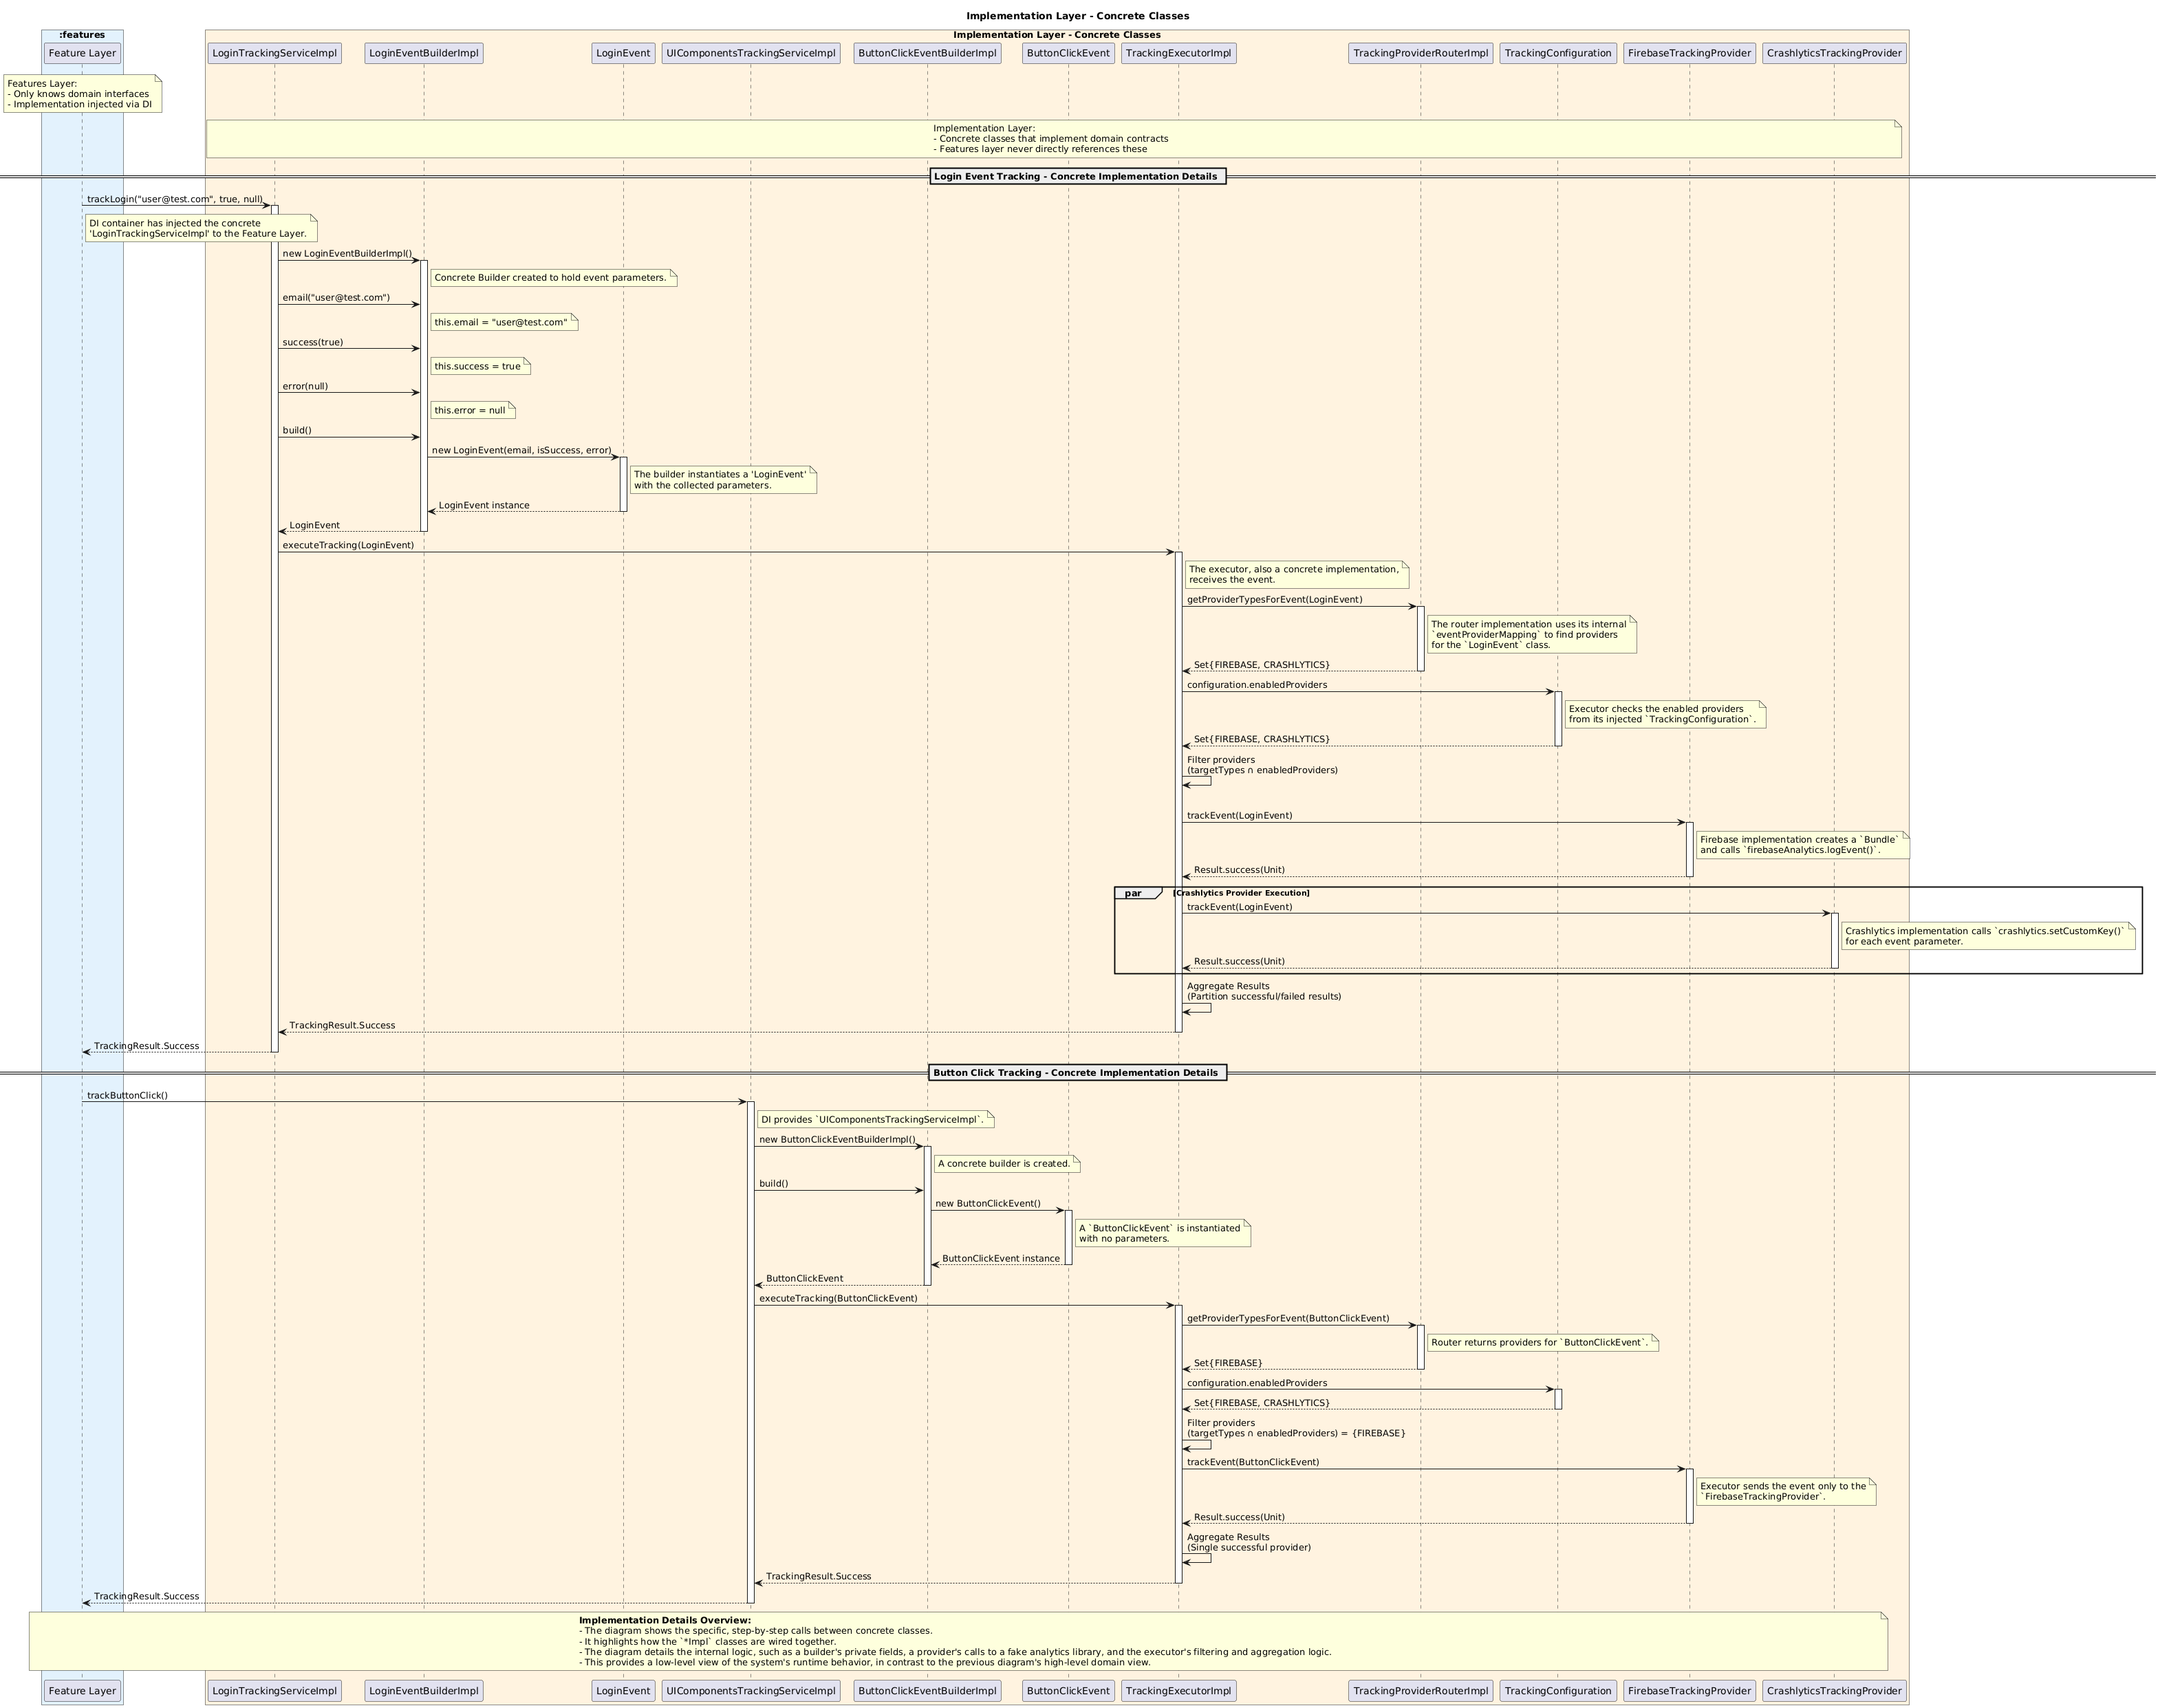 Implementation Layer - Concrete Classes
:features
Implementation Layer - Concrete Classes
Feature Layer
LoginTrackingServiceImpl
LoginEventBuilderImpl
LoginEvent
UIComponentsTrackingServiceImpl
ButtonClickEventBuilderImpl
ButtonClickEvent
TrackingExecutorImpl
TrackingProviderRouterImpl
TrackingConfiguration
FirebaseTrackingProvider
CrashlyticsTrackingProvider
Features Layer:
- Only knows domain interfaces
- Implementation injected via DI
Implementation Layer:
- Concrete classes that implement domain contracts
- Features layer never directly references these
Login Event Tracking - Concrete Implementation Details
trackLogin("user@test.com", true, null)
DI container has injected the concrete
'LoginTrackingServiceImpl' to the Feature Layer.
new LoginEventBuilderImpl()
Concrete Builder created to hold event parameters.
email("user@test.com")
this.email = "user@test.com"
success(true)
this.success = true
error(null)
this.error = null
build()
new LoginEvent(email, isSuccess, error)
The builder instantiates a 'LoginEvent'
with the collected parameters.
LoginEvent instance
LoginEvent
executeTracking(LoginEvent)
The executor, also a concrete implementation,
receives the event.
getProviderTypesForEvent(LoginEvent)
The router implementation uses its internal
`eventProviderMapping` to find providers
for the `LoginEvent` class.
Set{FIREBASE, CRASHLYTICS}
configuration.enabledProviders
Executor checks the enabled providers
from its injected `TrackingConfiguration`.
Set{FIREBASE, CRASHLYTICS}
Filter providers
(targetTypes ∩ enabledProviders)
trackEvent(LoginEvent)
Firebase implementation creates a `Bundle`
and calls `firebaseAnalytics.logEvent()`.
Result.success(Unit)
par [Crashlytics Provider Execution]
trackEvent(LoginEvent)
Crashlytics implementation calls `crashlytics.setCustomKey()`
for each event parameter.
Result.success(Unit)
Aggregate Results
(Partition successful/failed results)
TrackingResult.Success
TrackingResult.Success
Button Click Tracking - Concrete Implementation Details
trackButtonClick()
DI provides `UIComponentsTrackingServiceImpl`.
new ButtonClickEventBuilderImpl()
A concrete builder is created.
build()
new ButtonClickEvent()
A `ButtonClickEvent` is instantiated
with no parameters.
ButtonClickEvent instance
ButtonClickEvent
executeTracking(ButtonClickEvent)
getProviderTypesForEvent(ButtonClickEvent)
Router returns providers for `ButtonClickEvent`.
Set{FIREBASE}
configuration.enabledProviders
Set{FIREBASE, CRASHLYTICS}
Filter providers
(targetTypes ∩ enabledProviders) = {FIREBASE}
trackEvent(ButtonClickEvent)
Executor sends the event only to the
`FirebaseTrackingProvider`.
Result.success(Unit)
Aggregate Results
(Single successful provider)
TrackingResult.Success
TrackingResult.Success
Implementation Details Overview:
- The diagram shows the specific, step-by-step calls between concrete classes.
- It highlights how the `*Impl` classes are wired together.
- The diagram details the internal logic, such as a builder's private fields, a provider's calls to a fake analytics library, and the executor's filtering and aggregation logic.
- This provides a low-level view of the system's runtime behavior, in contrast to the previous diagram's high-level domain view.
Feature Layer
LoginTrackingServiceImpl
LoginEventBuilderImpl
LoginEvent
UIComponentsTrackingServiceImpl
ButtonClickEventBuilderImpl
ButtonClickEvent
TrackingExecutorImpl
TrackingProviderRouterImpl
TrackingConfiguration
FirebaseTrackingProvider
CrashlyticsTrackingProvider